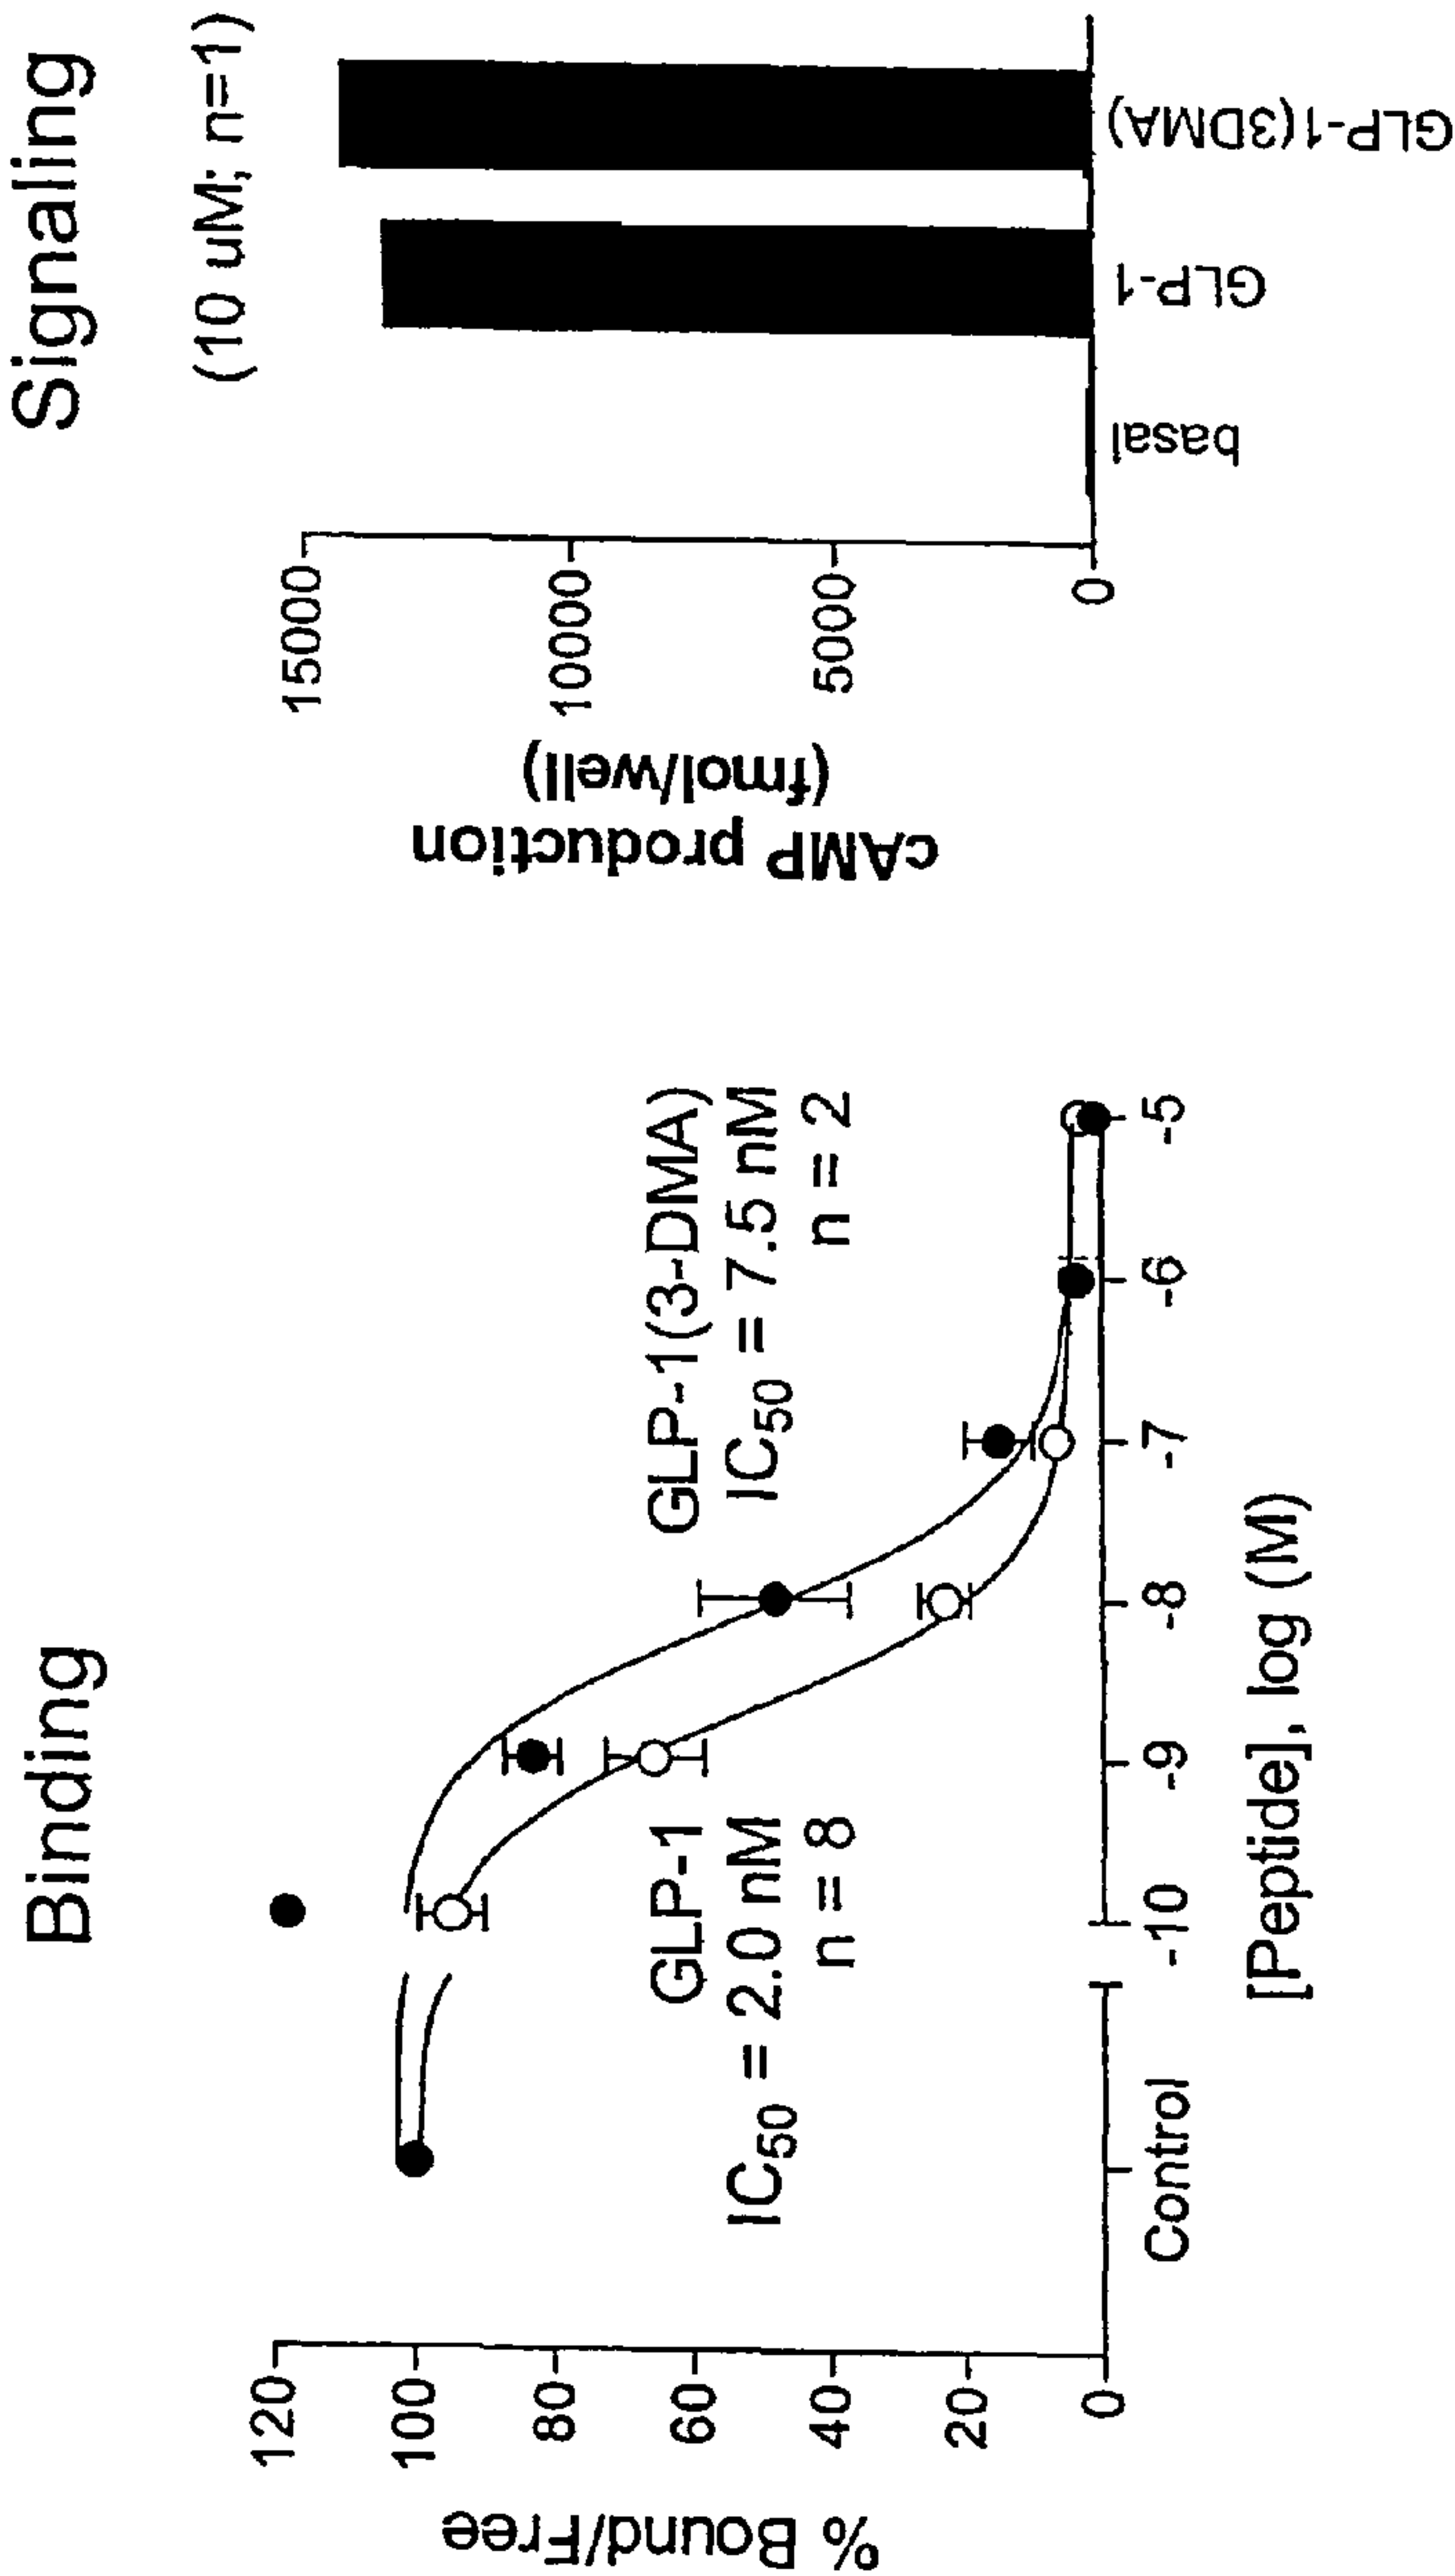 Binding
% Bound/Free
120
100
80
60
40
20
0
GLP-1
IC50 = 2.0 nM
n = 8
GLP-1(3-DMA)
IC50 = 7.5 nM
n = 2
Control
-10
-9
-8
-7
-6
-5
[Peptide], log (M)
Signaling
(10 uM; n=1)
cAMP production
(fmol/well)
15000
10000
5000
0
basal
GLP-1
GLP-1(3DMA)